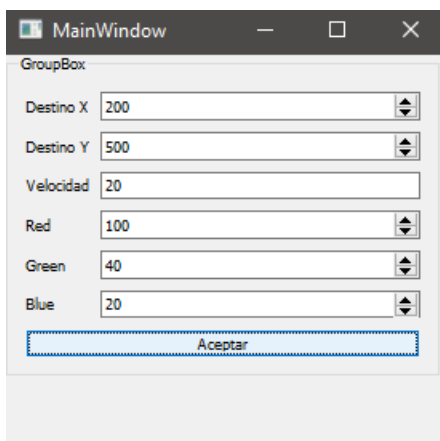 MainWindow
GroupBox
Destino X 200
Destino Y 500
Velocidad 20
Red 100
Green 40
Blue 20
Aceptar